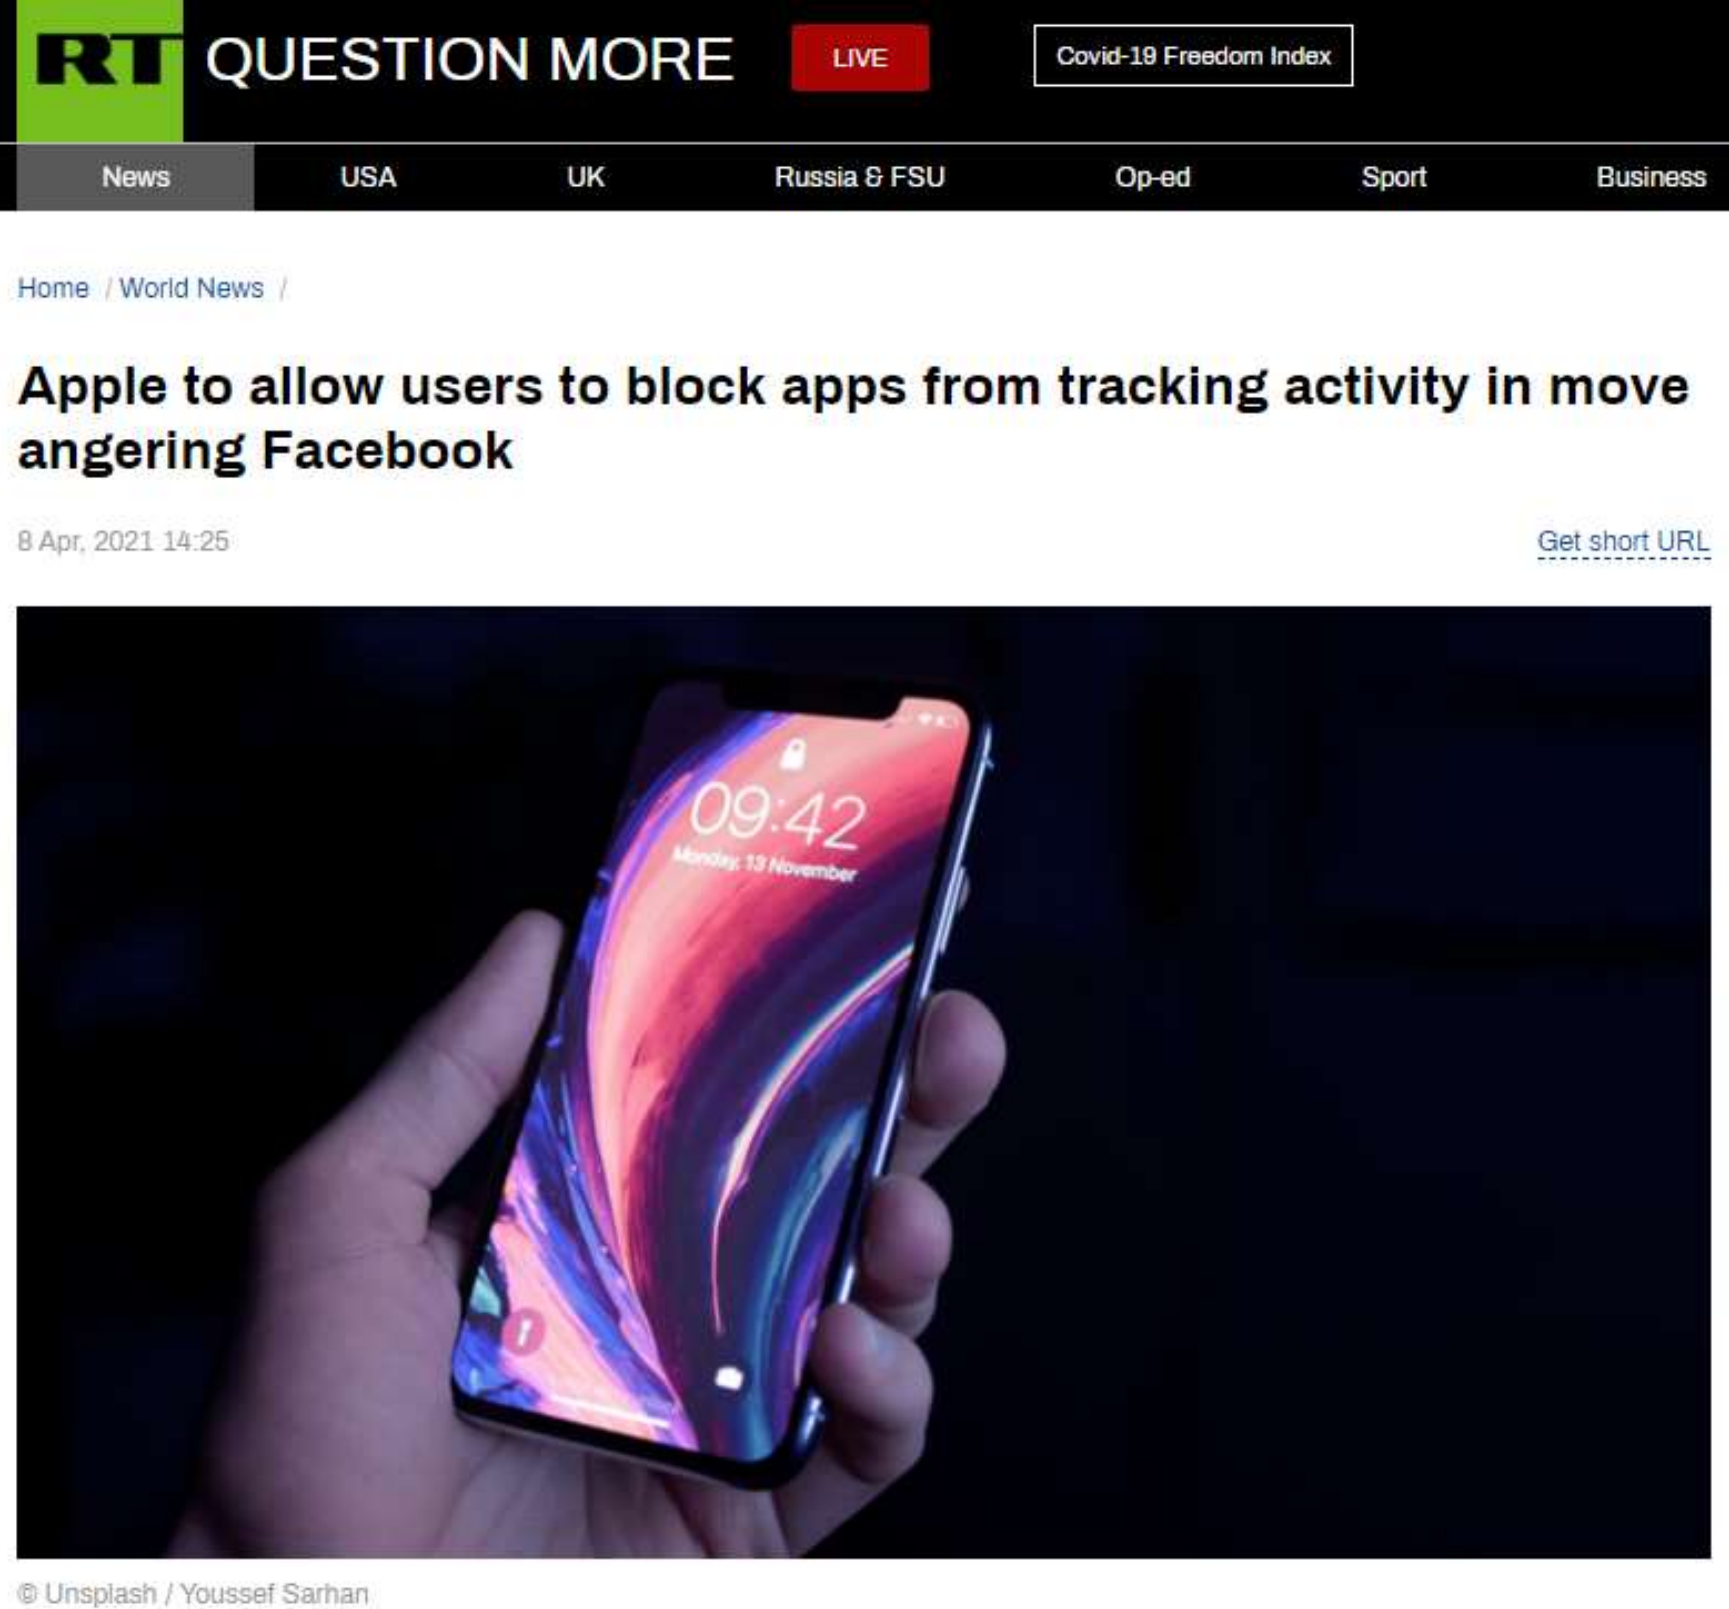 RT QUESTION MORE LIVE Covid-19 Freedom Index
News USA UK Russia & FSU Op-ed Sport Business
Home / World News /
Apple to allow users to block apps from tracking activity in move
angering Facebook
8 Apr, 2021 14:25 Get short URL
09:42
Monday, 13 November
© Unsplash / Youssef Sarhan